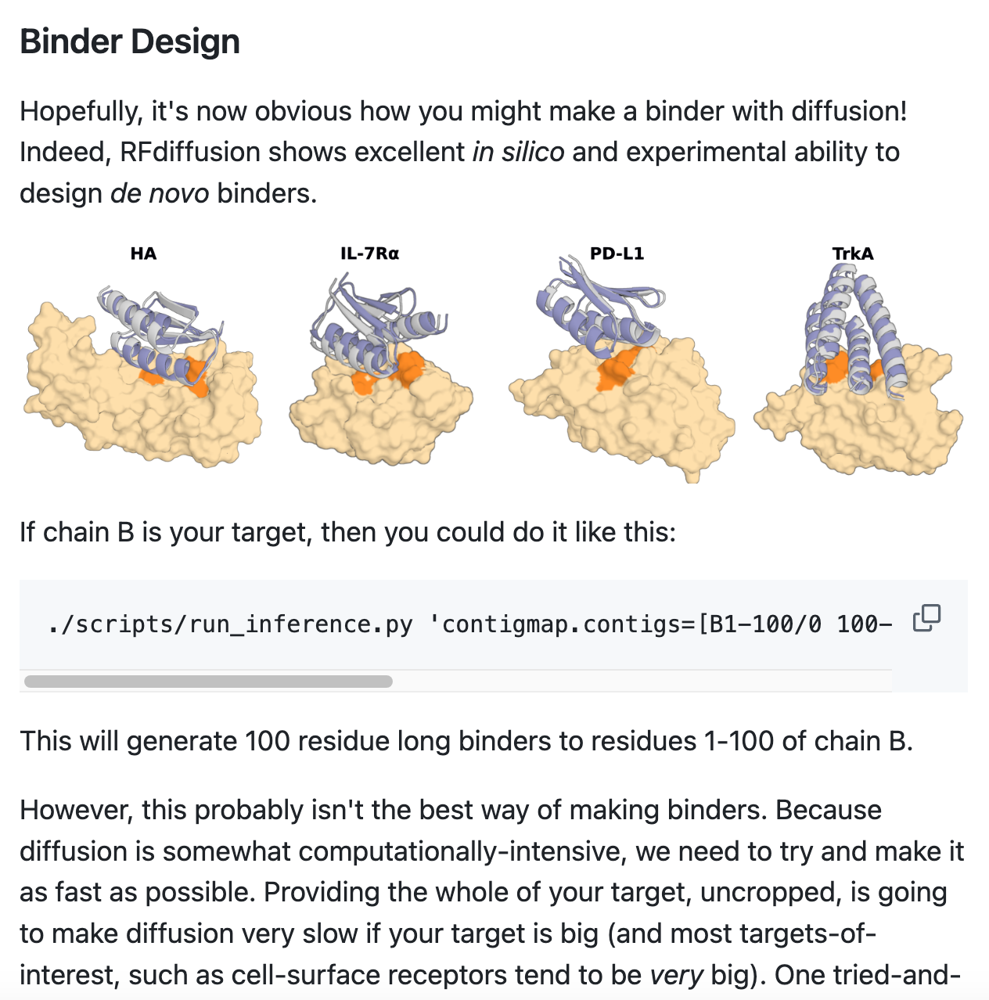 Binder Design
Hopefully, it's now obvious how you might make a binder with diffusion!
Indeed, RFdiffusion shows excellent in silico and experimental ability to
design de novo binders.
HA IL-7Rα PD-L1 TrkA
If chain B is your target, then you could do it like this:
./scripts/run_inference.py 'contigmap.contigs=[B1-100/0 100-
This will generate 100 residue long binders to residues 1-100 of chain B.
However, this probably isn't the best way of making binders. Because
diffusion is somewhat computationally-intensive, we need to try and make it
as fast as possible. Providing the whole of your target, uncropped, is going
to make diffusion very slow if your target is big (and most targets-of-
interest, such as cell-surface receptors tend to be very big). One tried-and-